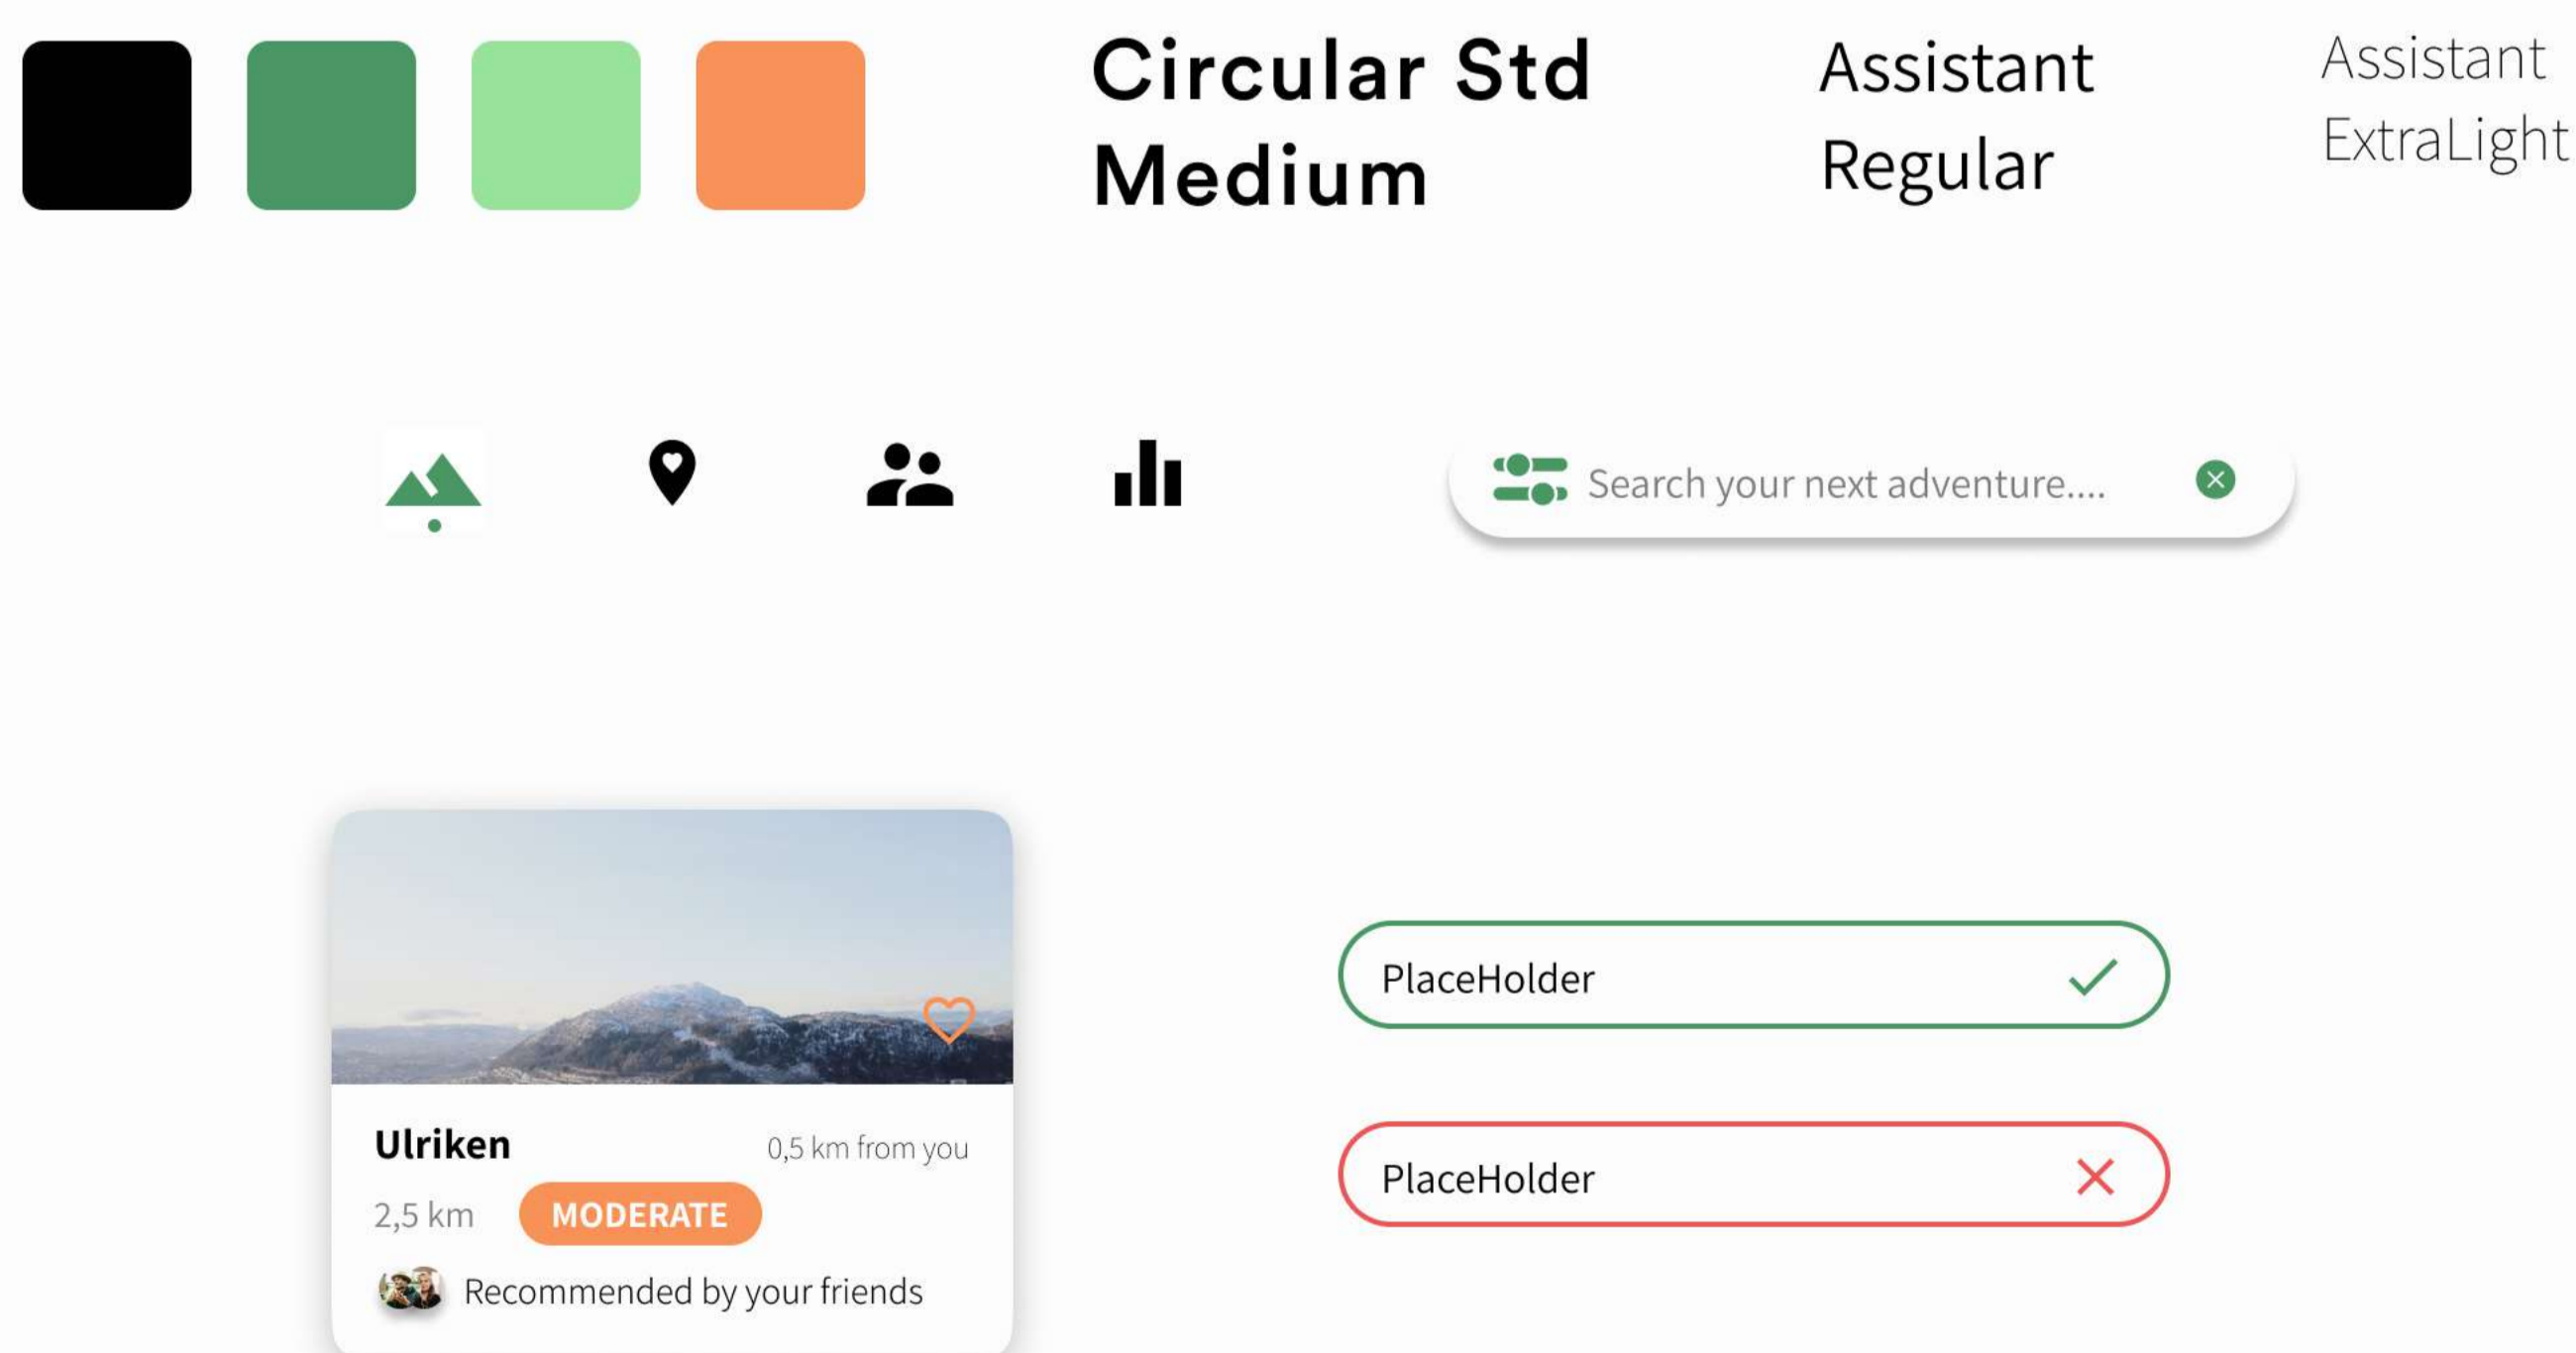 Circular Std
Medium
Assistant
Regular
Assistant
ExtraLight
Search your next adventure....
Ulriken
0,5 km from you
2,5 km
MODERATE
Recommended by your friends
PlaceHolder
PlaceHolder